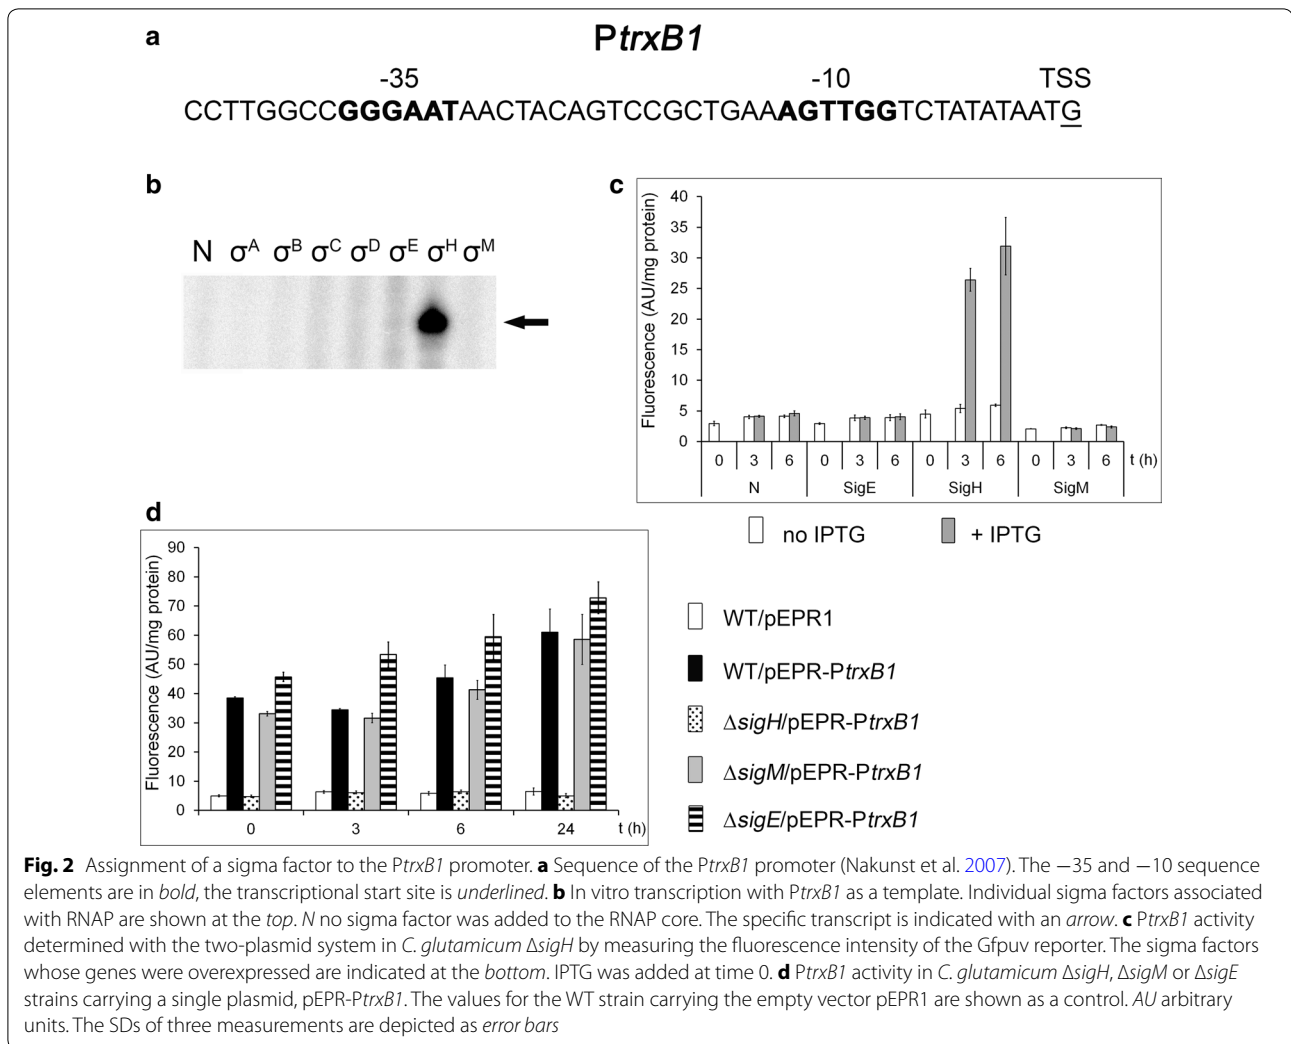 a
PtrxB1
-35 -10 TSS
CCTTGGCCGGGAATAACTACAGTCCGCTGAAAGTTGGTCTATATAATG
b
N σA σB σC σD σE σH σM
c
Fluorescence (AU/mg protein)
40
35
30
25
20
15
10
5
0
0 3 6 0 3 6 0 3 6 0 3 6 t (h)
N SigE SigH SigM
no IPTG + IPTG
d
Fluorescence (AU/mg protein)
90
80
70
60
50
40
30
20
10
0
0 3 6 24 t (h)
WT/pEPR1
WT/pEPR-PtrxB1
ΔsigH/pEPR-PtrxB1
ΔsigM/pEPR-PtrxB1
ΔsigE/pEPR-PtrxB1
Fig. 2 Assignment of a sigma factor to the PtrxB1 promoter. a Sequence of the PtrxB1 promoter (Nakunst et al. 2007). The −35 and −10 sequence
elements are in bold, the transcriptional start site is underlined. b In vitro transcription with PtrxB1 as a template. Individual sigma factors associated
with RNAP are shown at the top. N no sigma factor was added to the RNAP core. The specific transcript is indicated with an arrow. c PtrxB1 activity
determined with the two-plasmid system in C. glutamicum ΔsigH by measuring the fluorescence intensity of the Gfpuv reporter. The sigma factors
whose genes were overexpressed are indicated at the bottom. IPTG was added at time 0. d PtrxB1 activity in C. glutamicum ΔsigH, ΔsigM or ΔsigE
strains carrying a single plasmid, pEPR-PtrxB1. The values for the WT strain carrying the empty vector pEPR1 are shown as a control. AU arbitrary
units. The SDs of three measurements are depicted as error bars